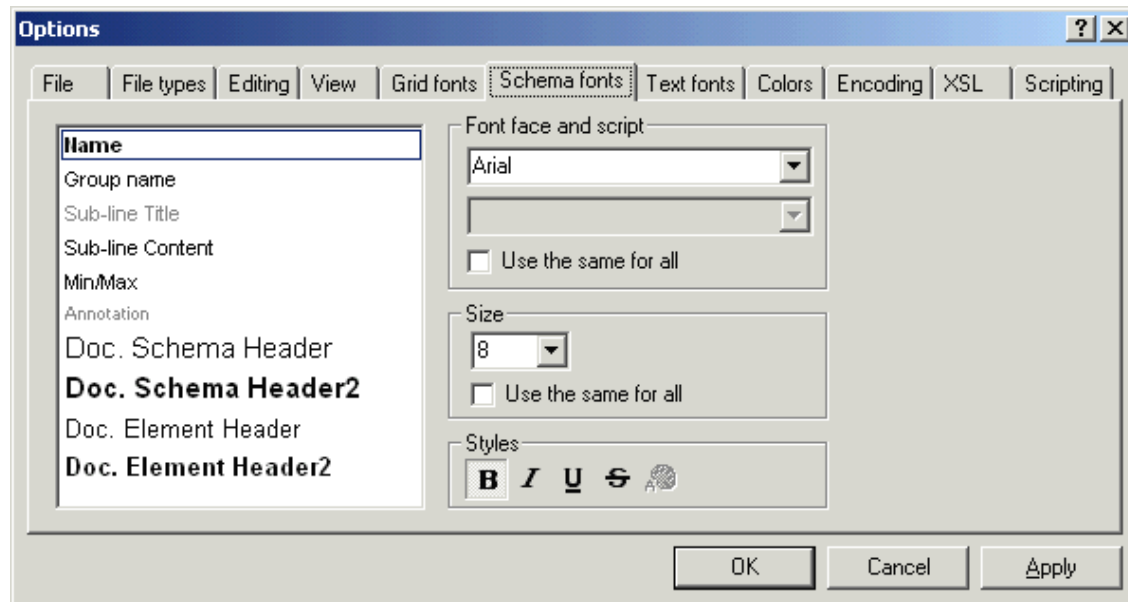 Options
File File types Editing View Grid fonts Schema fonts Text fonts Colors Encoding XSL Scripting
Name
Group name
Sub-line Title
Sub-line Content
Min/Max
Annotation
Doc. Schema Header
Doc. Schema Header2
Doc. Element Header
Doc. Element Header2
Font face and script
Arial
Use the same for all
Size
8
Use the same for all
Styles
B I U S A
OK Cancel Apply